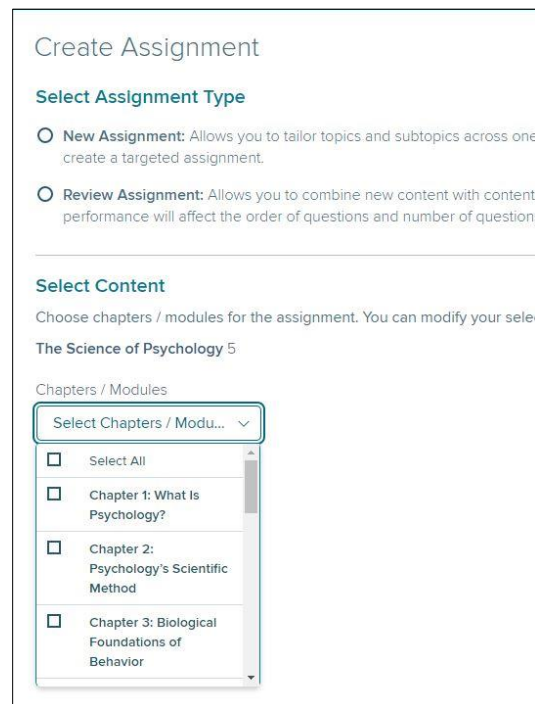 Create Assignment
Select Assignment Type
New Assignment: Allows you to tailor topics and subtopics across one
create a targeted assignment.
Review Assignment: Allows you to combine new content with content
performance will affect the order of questions and number of question
Select Content
Choose chapters / modules for the assignment. You can modify your sele
The Science of Psychology 5
Chapters / Modules
Select Chapters / Modu...
Select All
Chapter 1: What Is
Psychology?
Chapter 2:
Psychology's Scientific
Method
Chapter 3: Biological
Foundations of
Behavior